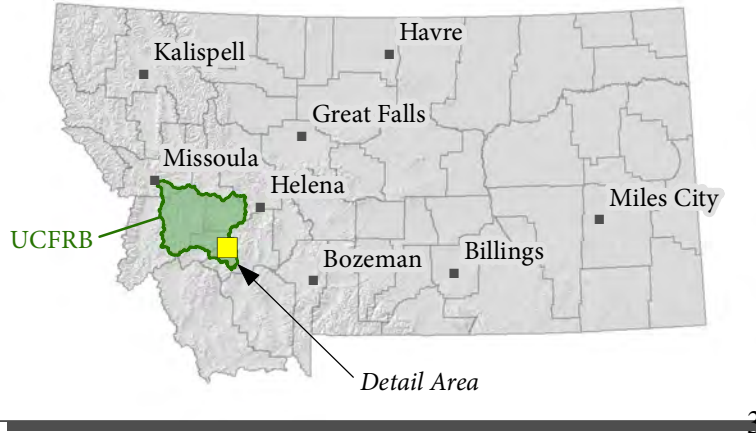 Havre
Kalispell
Great Falls
Missoula
Helena
Miles City
UCFRB
Bozeman
Billings
Detail Area